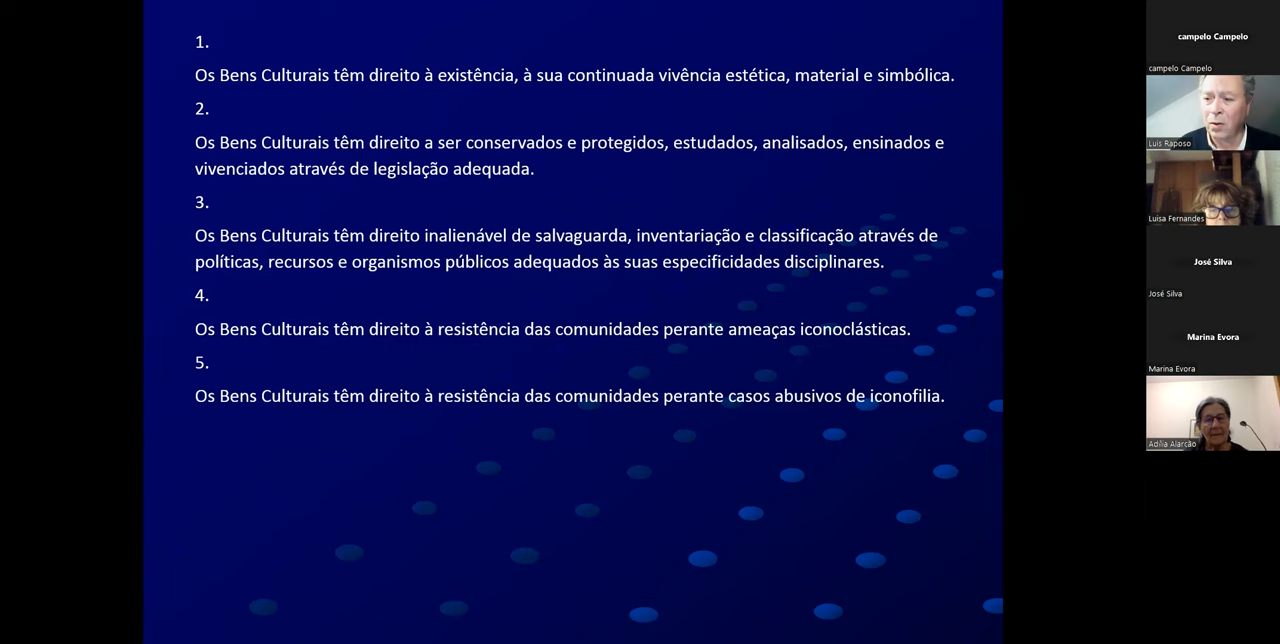 1.
Os Bens Culturais têm direito à existência, à sua continuada vivência estética, material e simbólica.
2.
Os Bens Culturais têm direito a ser conservados e protegidos, estudados, analisados, ensinados e
vivenciados através de legislação adequada.
3.
Os Bens Culturais têm direito inalienável de salvaguarda, inventariação e classificação através de
políticas, recursos e organismos públicos adequados às suas especificidades disciplinares.
4.
Os Bens Culturais têm direito à resistência das comunidades perante ameaças iconoclásticas.
5.
Os Bens Culturais têm direito à resistência das comunidades perante casos abusivos de iconofilia.
campelo Campelo
campelo Campelo
Luis Raposo
Luisa Fernandes
José Silva
José Silva
Marina Evora
Marina Evora
Adília Alarcão